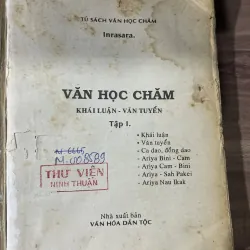 TỦ SÁCH VĂN HỌC CHĂM
Inrasara.
VĂN HỌC CHĂM
KHÁI LUẬN - VĂN TUYỂN
Tập I.
• Khái luận
• Văn tuyển
- Ca dao, đồng dao
- Ariya Bini - Cam
- Ariya Cam - Bini
- Ariya - Sah Pakei
- Ariya Nau Ikak
M.008589
THƯ VIỆN
NINH THUẬN
Nhà xuất bản
VĂN HÓA DÂN TỘC